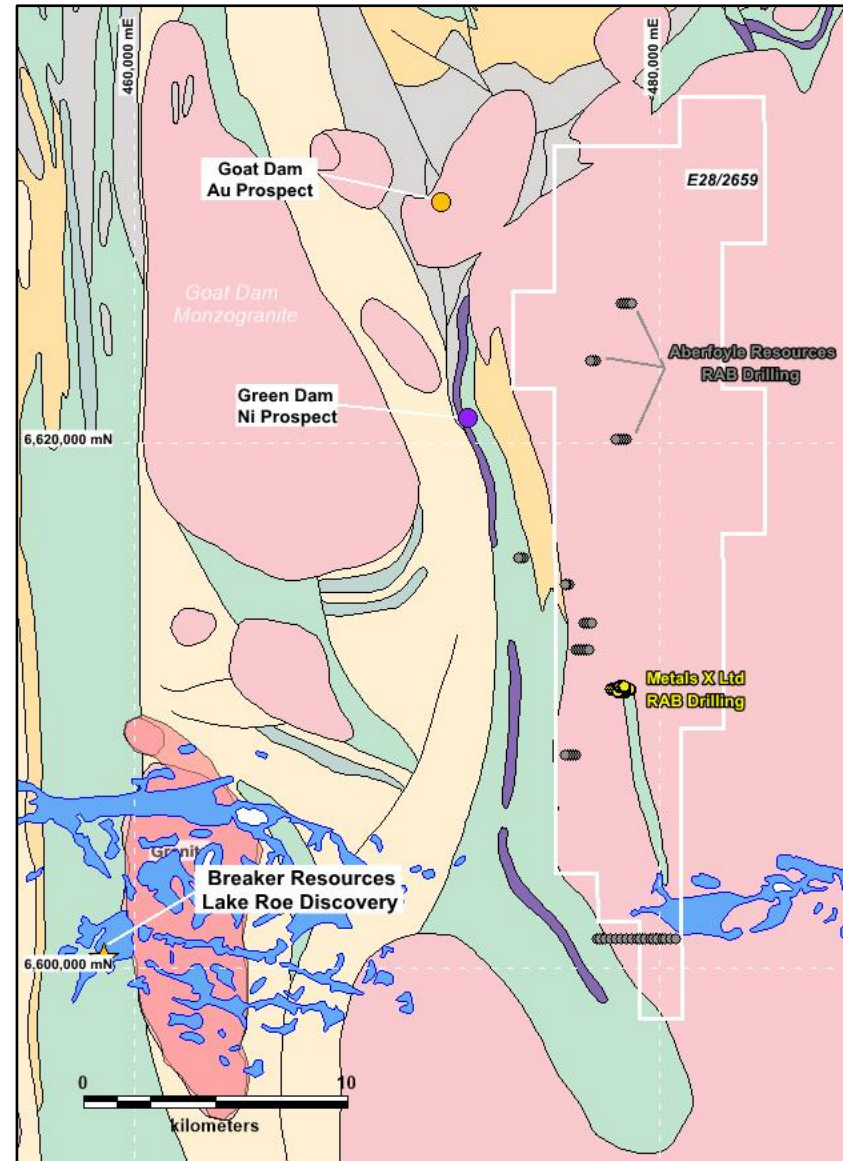 460,000 mE
480,000 mE
Goat Dam
Au Prospect
E28/2659
Goat Dam
Monzogranite
Aberfoyle Resources
RAB Drilling
Green Dam
Ni Prospect
6,620,000 mN
Metals X Ltd
RAB Drilling
Granit
Breaker Resources
Lake Roe Discovery
6,600,000 mN
0
10
kilometers